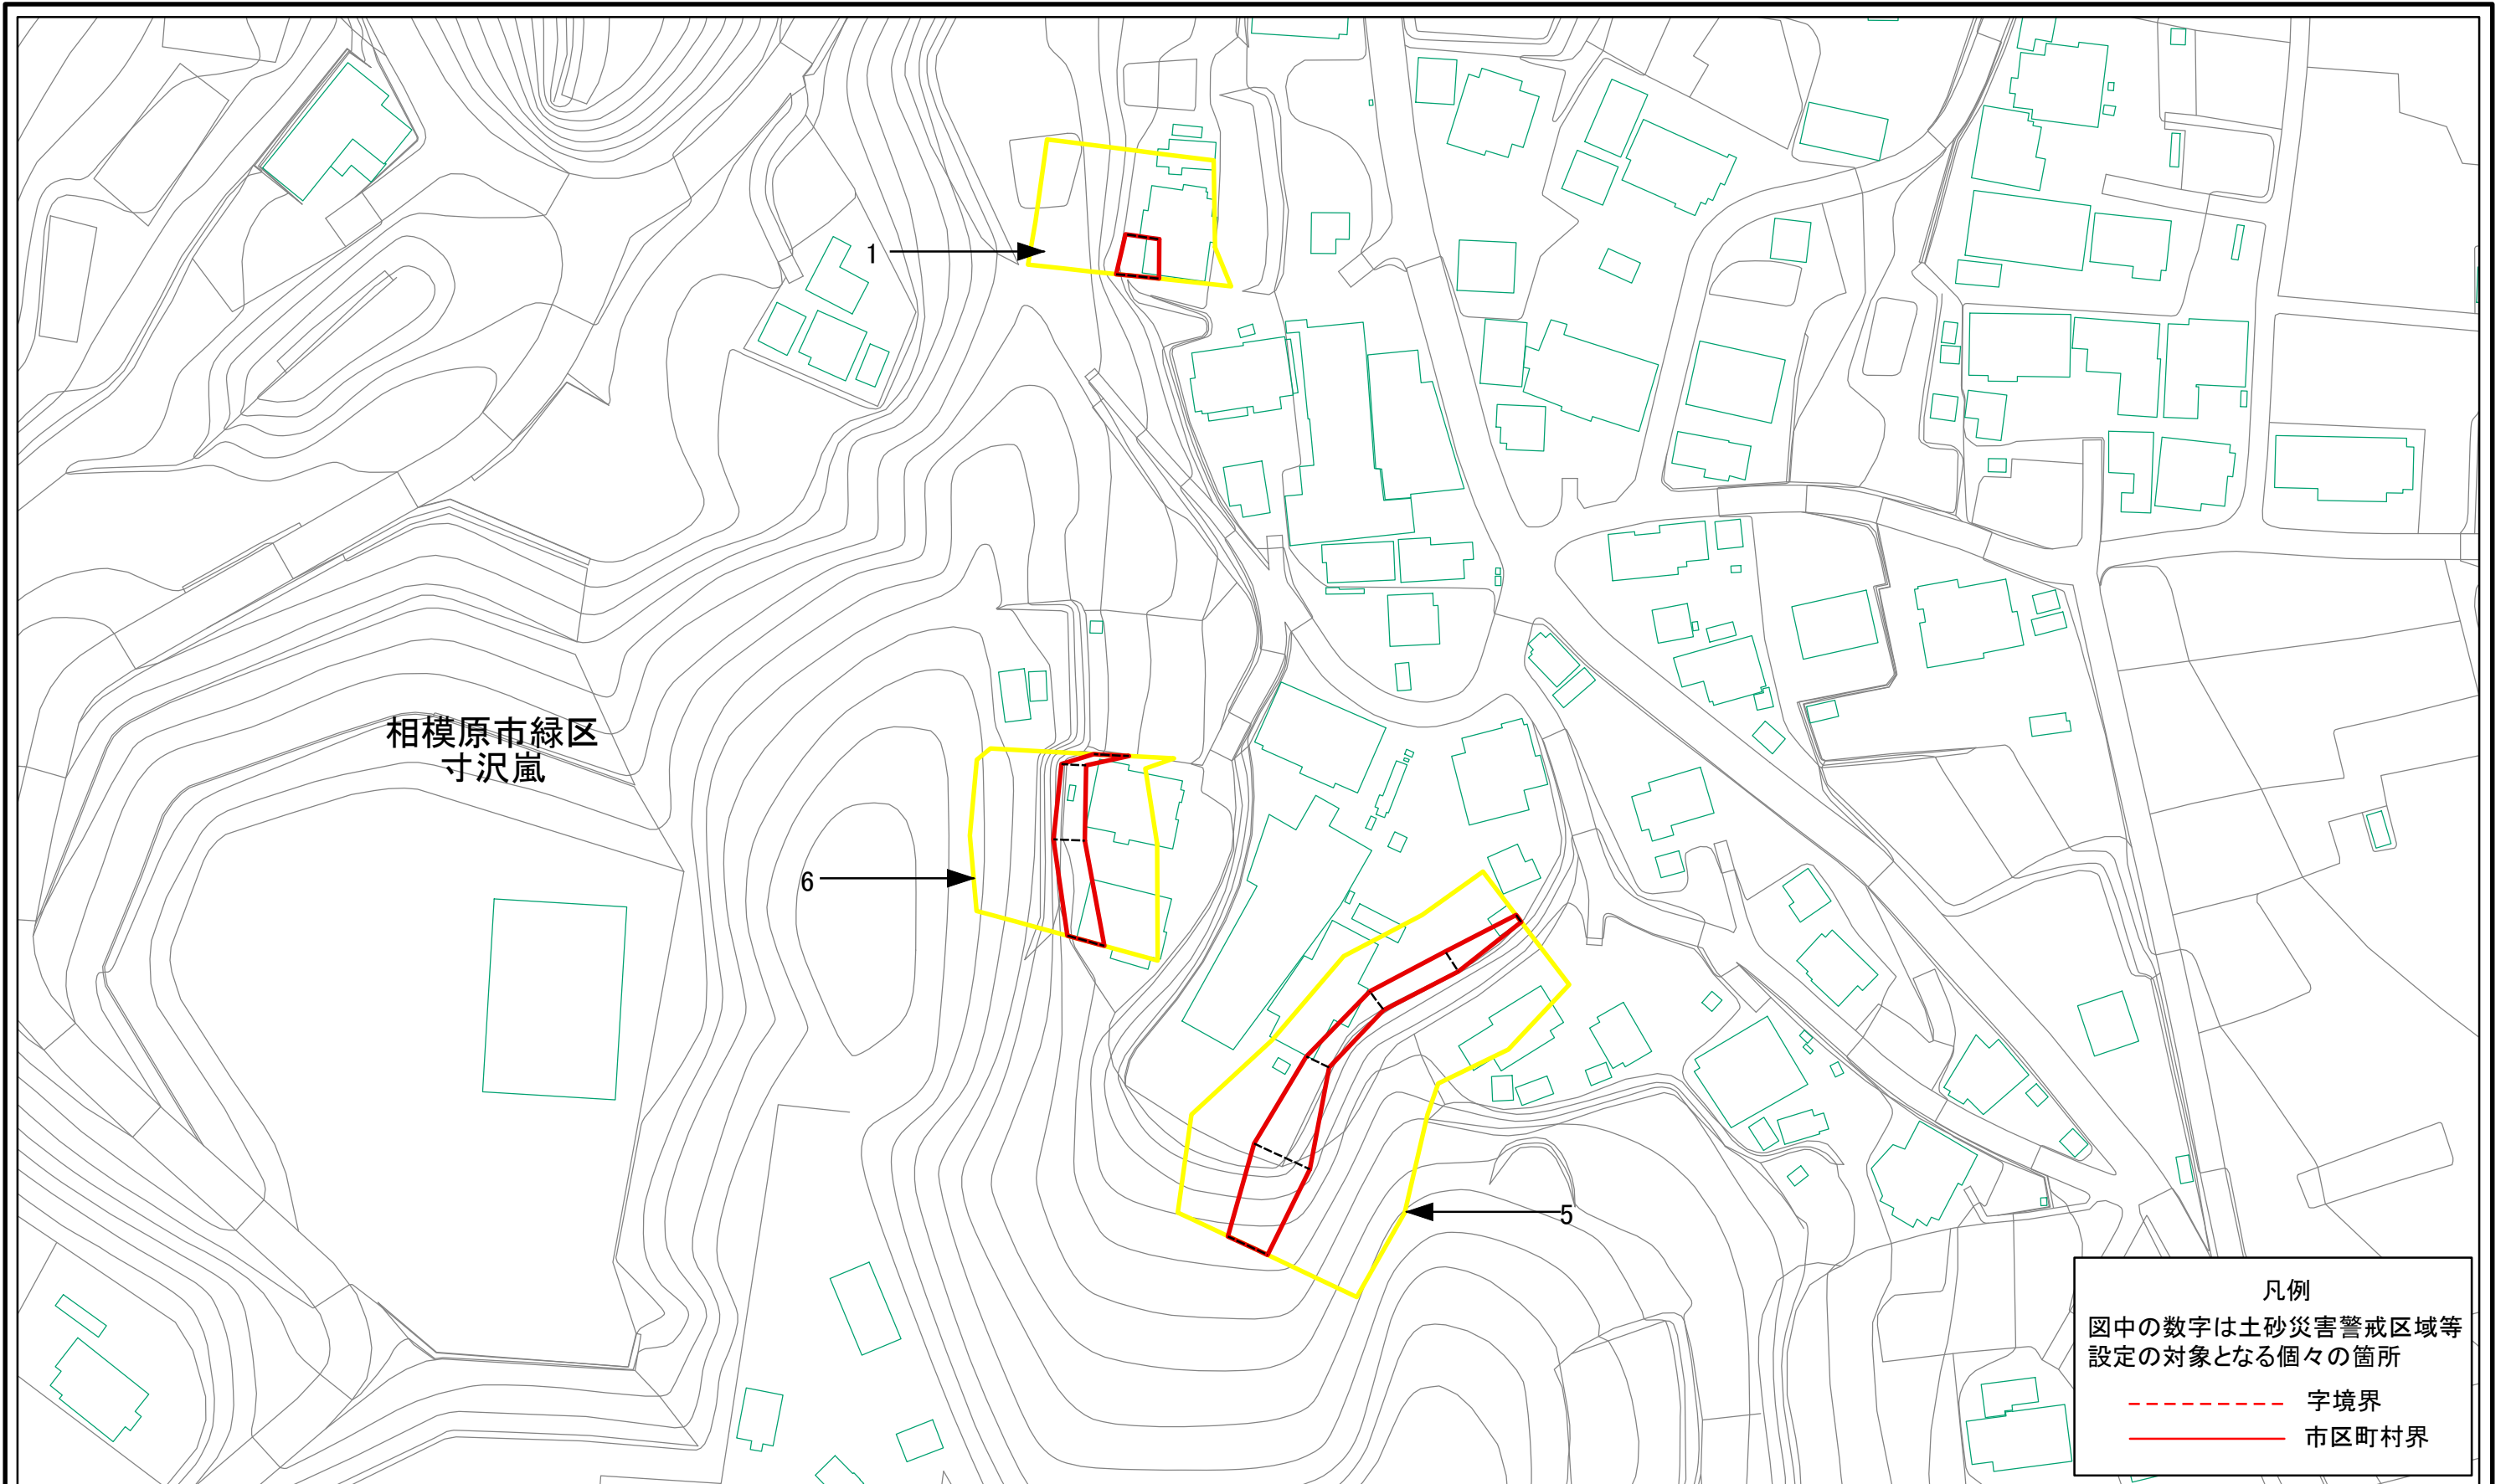 1
相模原市緑区
寸沢嵐
6
5
凡例
図中の数字は土砂災害警戒区域等
設定の対象となる個々の箇所
字境界
市区町村界